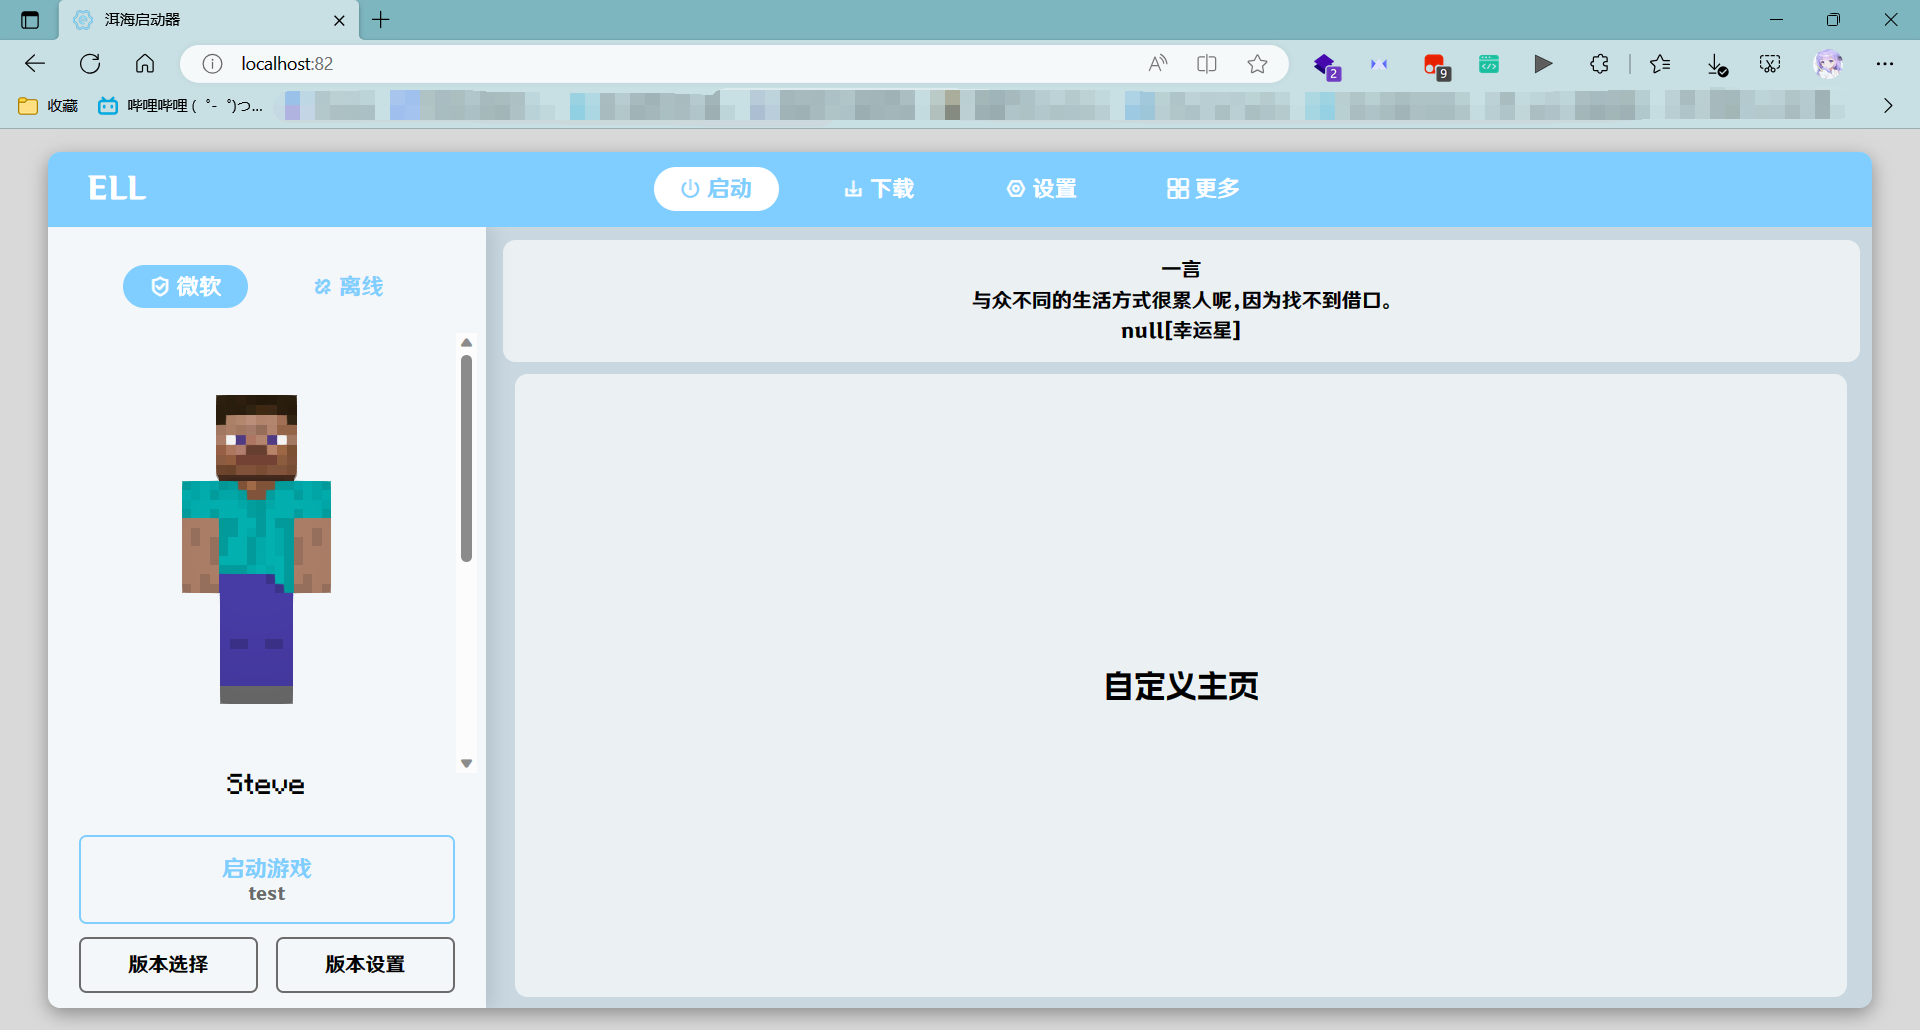 洱海启动器
localhost:82
2
9
收藏
哔哩哔哩 ( ゜- ゜)つ...
ELL
启动
下载
设置
更多
微软
离线
一言
与众不同的生活方式很累人呢,因为找不到借口。
null[幸运星]
自定义主页
Steve
启动游戏
test
版本选择
版本设置